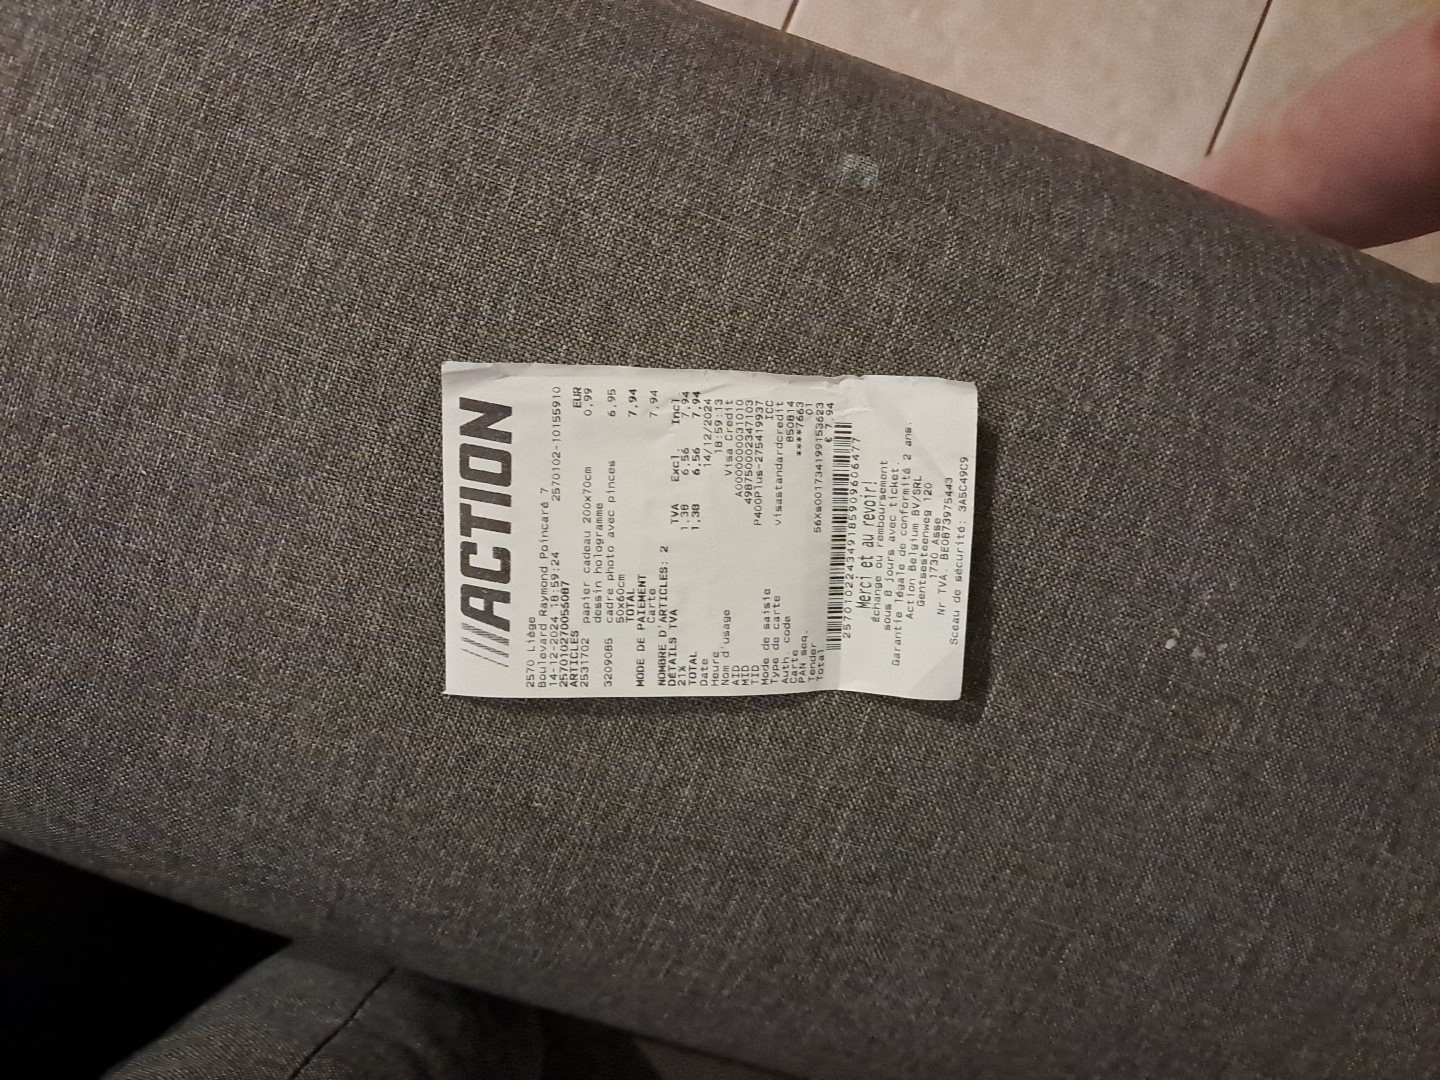 ///ACTION
2570 Liège
Boulevard Raymond Poincaré 7
14-12-2024 18:59:24 2570102-10155910
257010270056087
ARTICLES EUR
2531702 papier cadeau 200x70cm 0,99
dessin hologramme
3209085 cadre photo avec pinces 6,95
50x60cm
TOTAL 7,94
MODE DE PAIEMENT
Carte 7,94
NOMBRE D'ARTICLES: 2
DETAILS TVA TVA Excl. Incl.
21% 1,38 6,56 7,94
TOTAL 1,38 6,56 7,94
Date 14/12/2024
Heure 18:59:13
Nom d'usage Visa Credit
AID A0000000031010
MID 498750002347103
TID P400Plus-275419937
Mode de saisie ICC
Type de carte visastandardcredit
Auth. code 850814
Carte ****7663
PAN seq. 01
Tender 56Xs001734199153623
Total € 7,94
257010224349185909606477
Merci et au revoir!
Échange ou remboursement
sous 8 jours avec ticket.
Garantie légale de conformité 2 ans.
Action Belgium BV/SRL
Gentsesteenweg 120
1730 Asse
Nr TVA: BE0873975443
Sceau de sécurité: 3A5C49C9